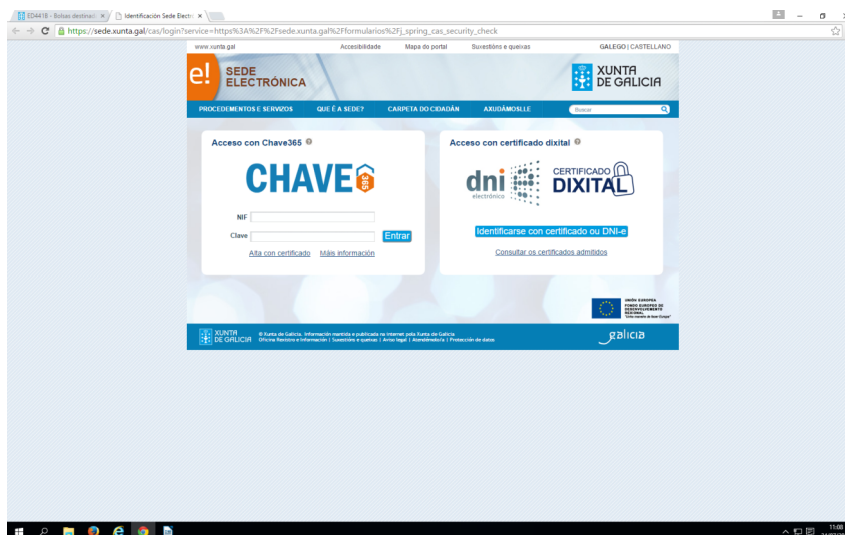 ED441B - Bolsas destinad
Identificación Sede Electr
https://sede.xunta.gal/cas/login?service=https%3A%2F%2Fsede.xunta.gal%2Fformularios%2Fj_spring_cas_security_check
www.xunta.gal Accesibilidade Mapa do portal Suxestións e queixas GALEGO | CASTELLANO
e! SEDE
ELECTRÓNICA
XUNTA
DE GALICIA
PROCEDEMENTOS E SERVIZOS QUE É A SEDE? CARPETA DO CIDADÁN AXUDÁMOSLLE Buscar
Acceso con Chave365
CHAVE 365
NIF
Clave Entrar
Alta con certificado Máis información
Acceso con certificado dixital
dni
electrónico
CERTIFICADO
DIXITAL
Identificarse con certificado ou DNI-e
Consultar os certificados admitidos
UNIÓN EUROPEA
FONDO EUROPEO DE
DESENVOLVEMENTO
REXIONAL
XUNTA
DE GALICIA
© Xunta de Galicia. Información mantida e publicada na internet pola Xunta de Galicia
Oficina Rexistro e Información | Suxestións e queixas | Aviso legal | Atendémolo/a | Protección de datos
galicia
11:08